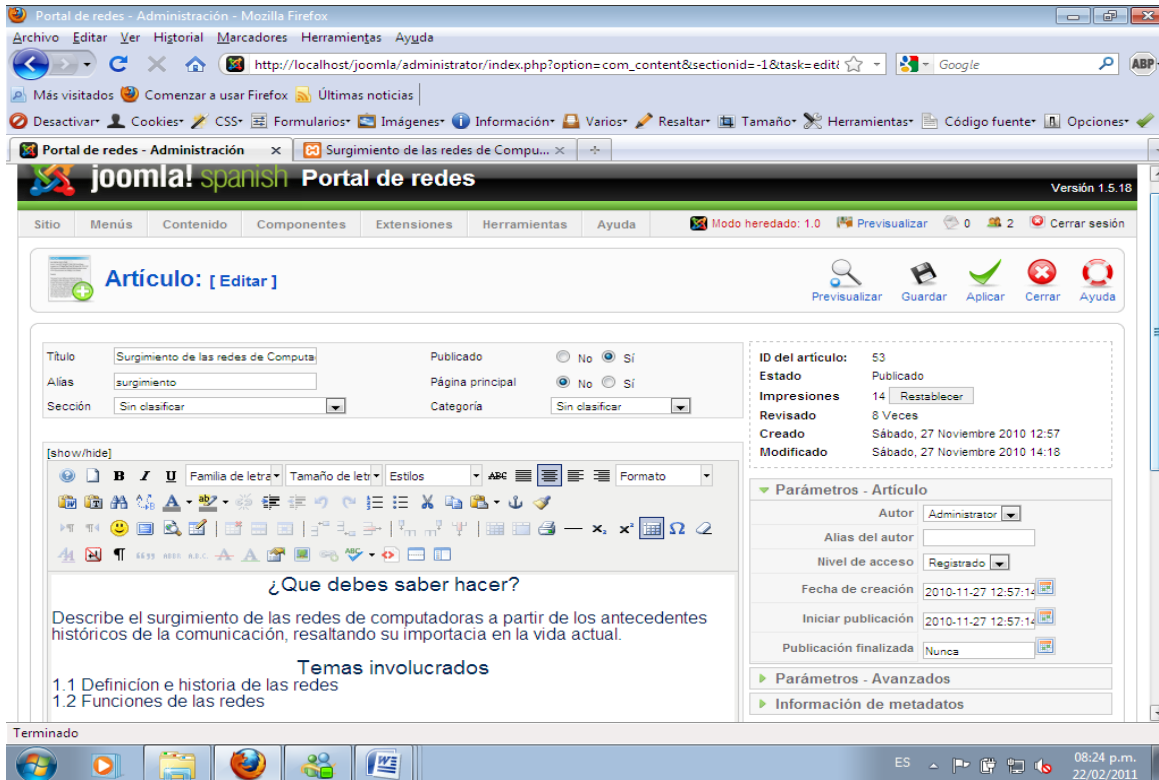 Portal de redes - Administración - Mozilla Firefox
Archivo Editar Ver Historial Marcadores Herramientas Ayuda
http://localhost/joomla/administrator/index.php?option=com_content&sectionid=-1&task=edit& Google ABP
Más visitados Comenzar a usar Firefox Últimas noticias
Desactivar Cookies CSS Formularios Imágenes Información Varios Resaltar Tamaño Herramientas Código fuente Opciones
Portal de redes - Administración Surgimiento de las redes de Compu...
joomla! spanish Portal de redes
Versión 1.5.18
Sitio Menús Contenido Componentes Extensiones Herramientas Ayuda Modo heredado: 1.0 Previsualizar 0 2 Cerrar sesión
Artículo: [ Editar ]
Previsualizar Guardar Aplicar Cerrar Ayuda
Título Surgimiento de las redes de Computa Publicado No Sí
Alías surgimiento Página principal No Sí
Sección Sin clasificar Categoría Sin clasificar
ID del artículo: 53
Estado Publicado
Impresiones 14 Restablecer
Revisado 8 Veces
Creado Sábado, 27 Noviembre 2010 12:57
Modificado Sábado, 27 Noviembre 2010 14:18
[show/hide]
B I U Familia de letra Tamaño de letr Estilos ABC Formato
¿Que debes saber hacer?
Describe el surgimiento de las redes de computadoras a partir de los antecedentes
históricos de la comunicación, resaltando su importacia en la vida actual.
Temas involucrados
1.1 Definicíon e historia de las redes
1.2 Funciones de las redes
Parámetros - Artículo
Autor Administrator
Alias del autor
Nivel de acceso Registrado
Fecha de creación 2010-11-27 12:57:14
Iniciar publicación 2010-11-27 12:57:14
Publicación finalizada Nunca
Parámetros - Avanzados
Información de metadatos
Terminado
ES 08:24 p.m.
22/02/2011